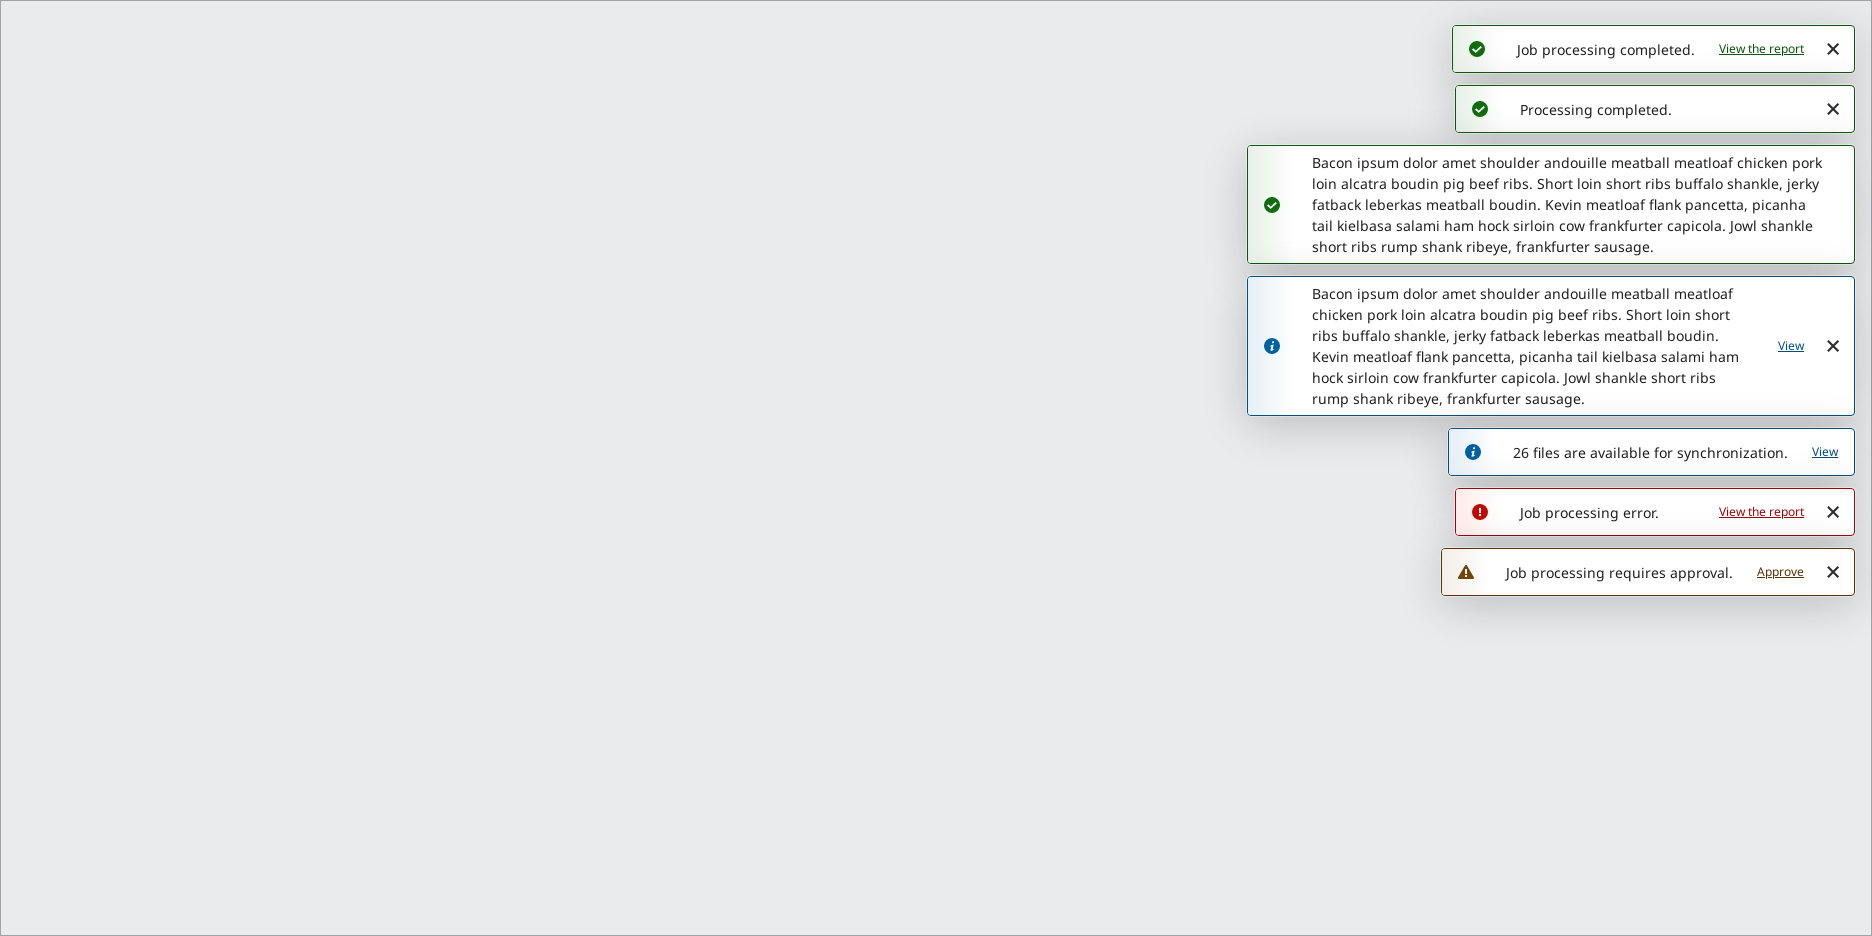 Job processing completed. View the report
Processing completed.
Bacon ipsum dolor amet shoulder andouille meatball meatloaf chicken pork
loin alcatra boudin pig beef ribs. Short loin short ribs buffalo shankle, jerky
fatback leberkas meatball boudin. Kevin meatloaf flank pancetta, picanha
tail kielbasa salami ham hock sirloin cow frankfurter capicola. Jowl shankle
short ribs rump shank ribeye, frankfurter sausage.
Bacon ipsum dolor amet shoulder andouille meatball meatloaf
chicken pork loin alcatra boudin pig beef ribs. Short loin short
ribs buffalo shankle, jerky fatback leberkas meatball boudin.
Kevin meatloaf flank pancetta, picanha tail kielbasa salami ham
hock sirloin cow frankfurter capicola. Jowl shankle short ribs
rump shank ribeye, frankfurter sausage.
View
26 files are available for synchronization. View
Job processing error. View the report
Job processing requires approval. Approve